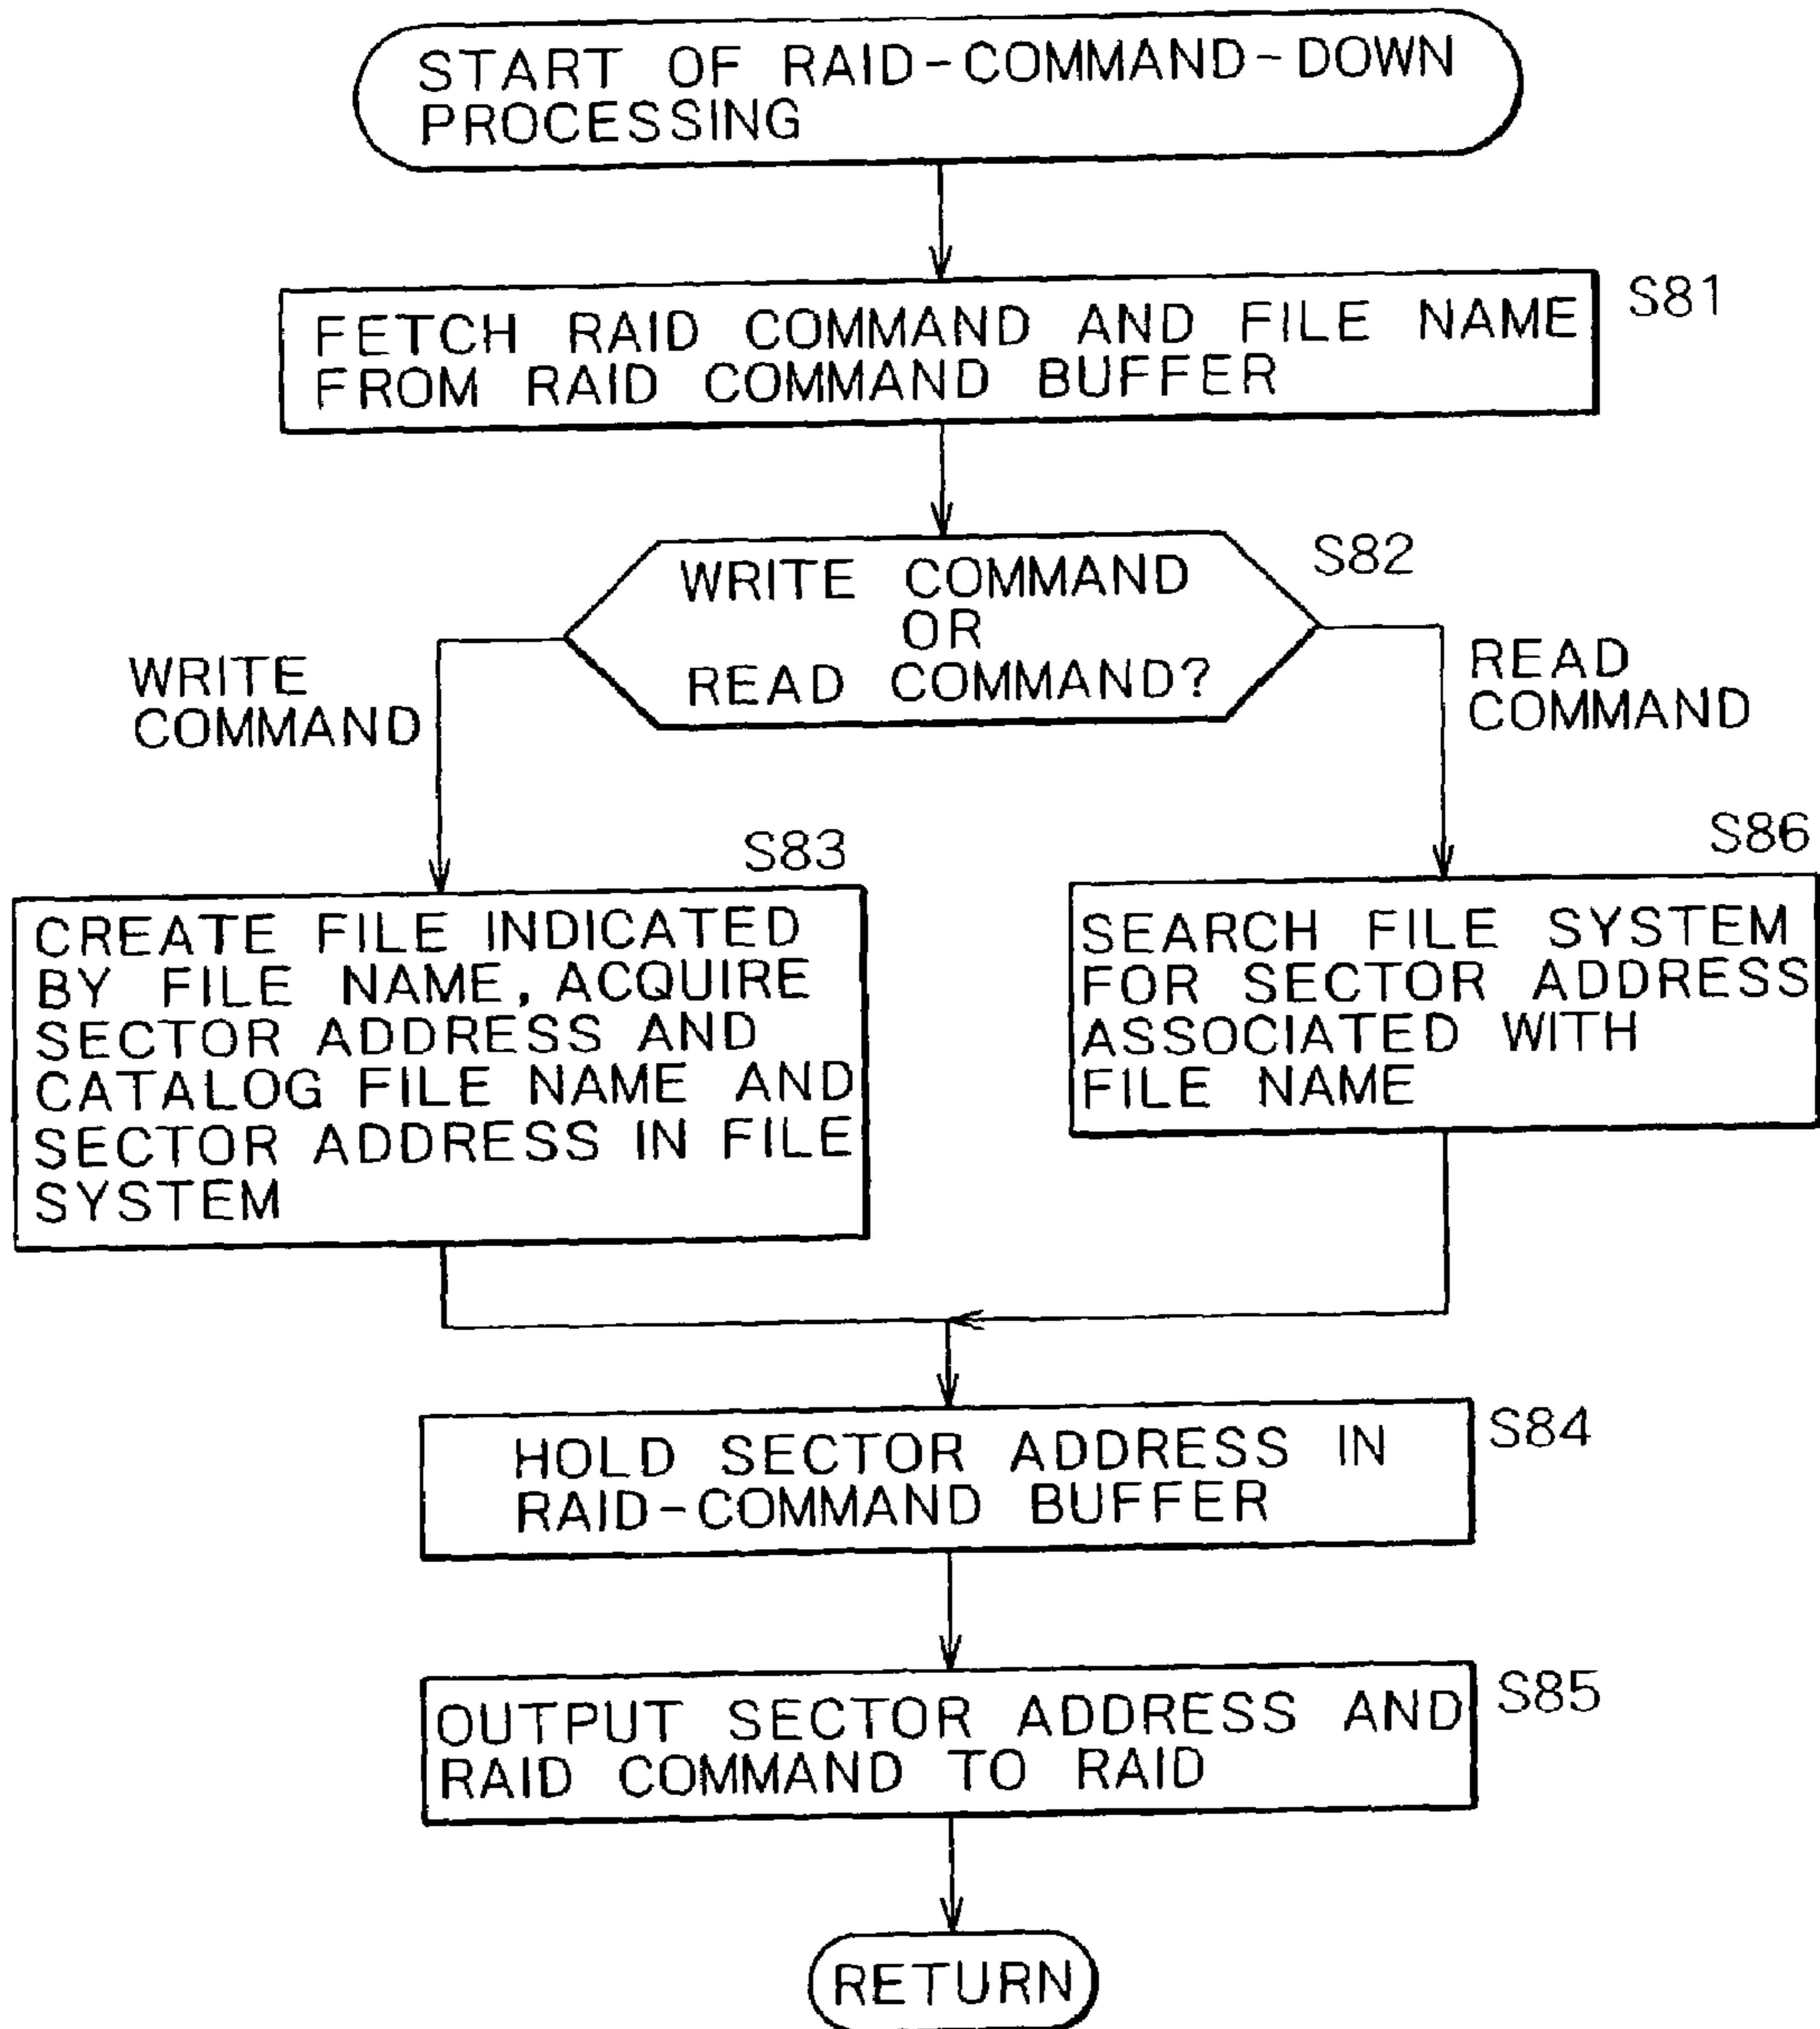 START OF RAID-COMMAND-DOWN
PROCESSING
S81
FETCH RAID COMMAND AND FILE NAME
FROM RAID COMMAND BUFFER
S82
WRITE COMMAND
OR
READ COMMAND?
WRITE
COMMAND
READ
COMMAND
S83
CREATE FILE INDICATED
BY FILE NAME, ACQUIRE
SECTOR ADDRESS AND
CATALOG FILE NAME AND
SECTOR ADDRESS IN FILE
SYSTEM
S86
SEARCH FILE SYSTEM
FOR SECTOR ADDRESS
ASSOCIATED WITH
FILE NAME
S84
HOLD SECTOR ADDRESS IN
RAID-COMMAND BUFFER
S85
OUTPUT SECTOR ADDRESS AND
RAID COMMAND TO RAID
RETURN